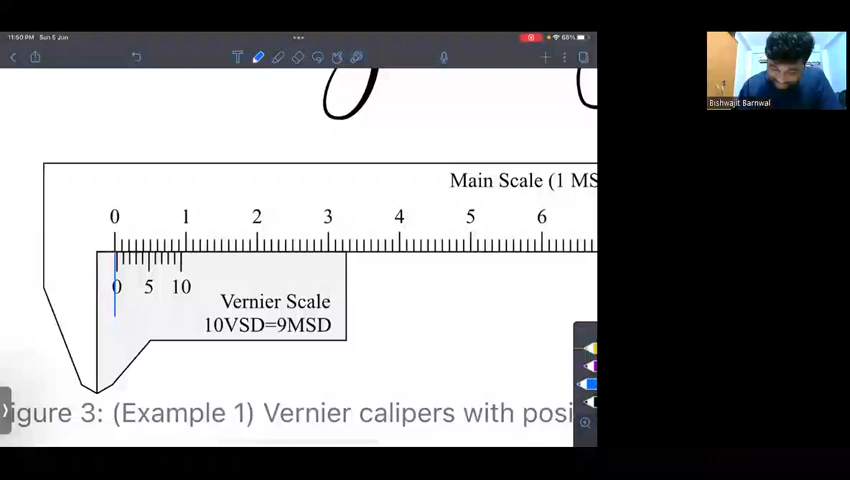 11:50 PM Sun 6 Jun
68%
T
Bishwajit Barnwal
Main Scale (1 MS
0 1 2 3 4 5 6
0 5 10
Vernier Scale
10VSD=9MSD
igure 3: (Example 1) Vernier calipers with posi